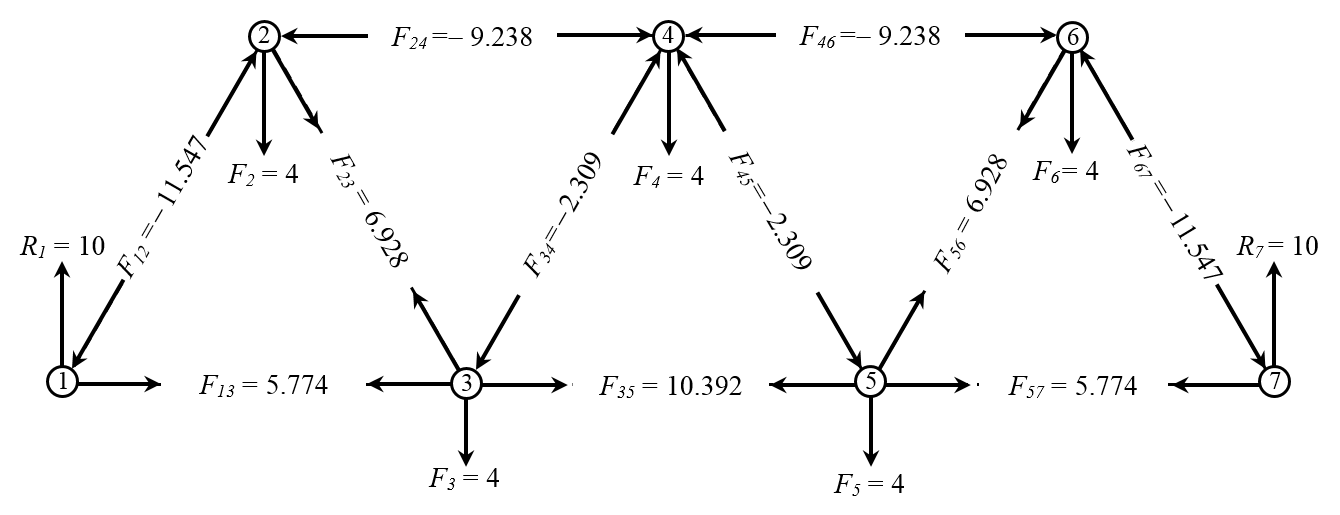 2
F24 =– 9.238
4
F46 =– 9.238
6
F12 =– 11.547
F2 = 4
F23 = 6.928
F34 =– 2.309
F4 = 4
F45 =– 2.309
F56 = 6.928
F6 = 4
F67 =– 11.547
R1 = 10
R7 = 10
1
F13 = 5.774
3
F35 = 10.392
5
F57 = 5.774
7
F3 = 4
F5 = 4